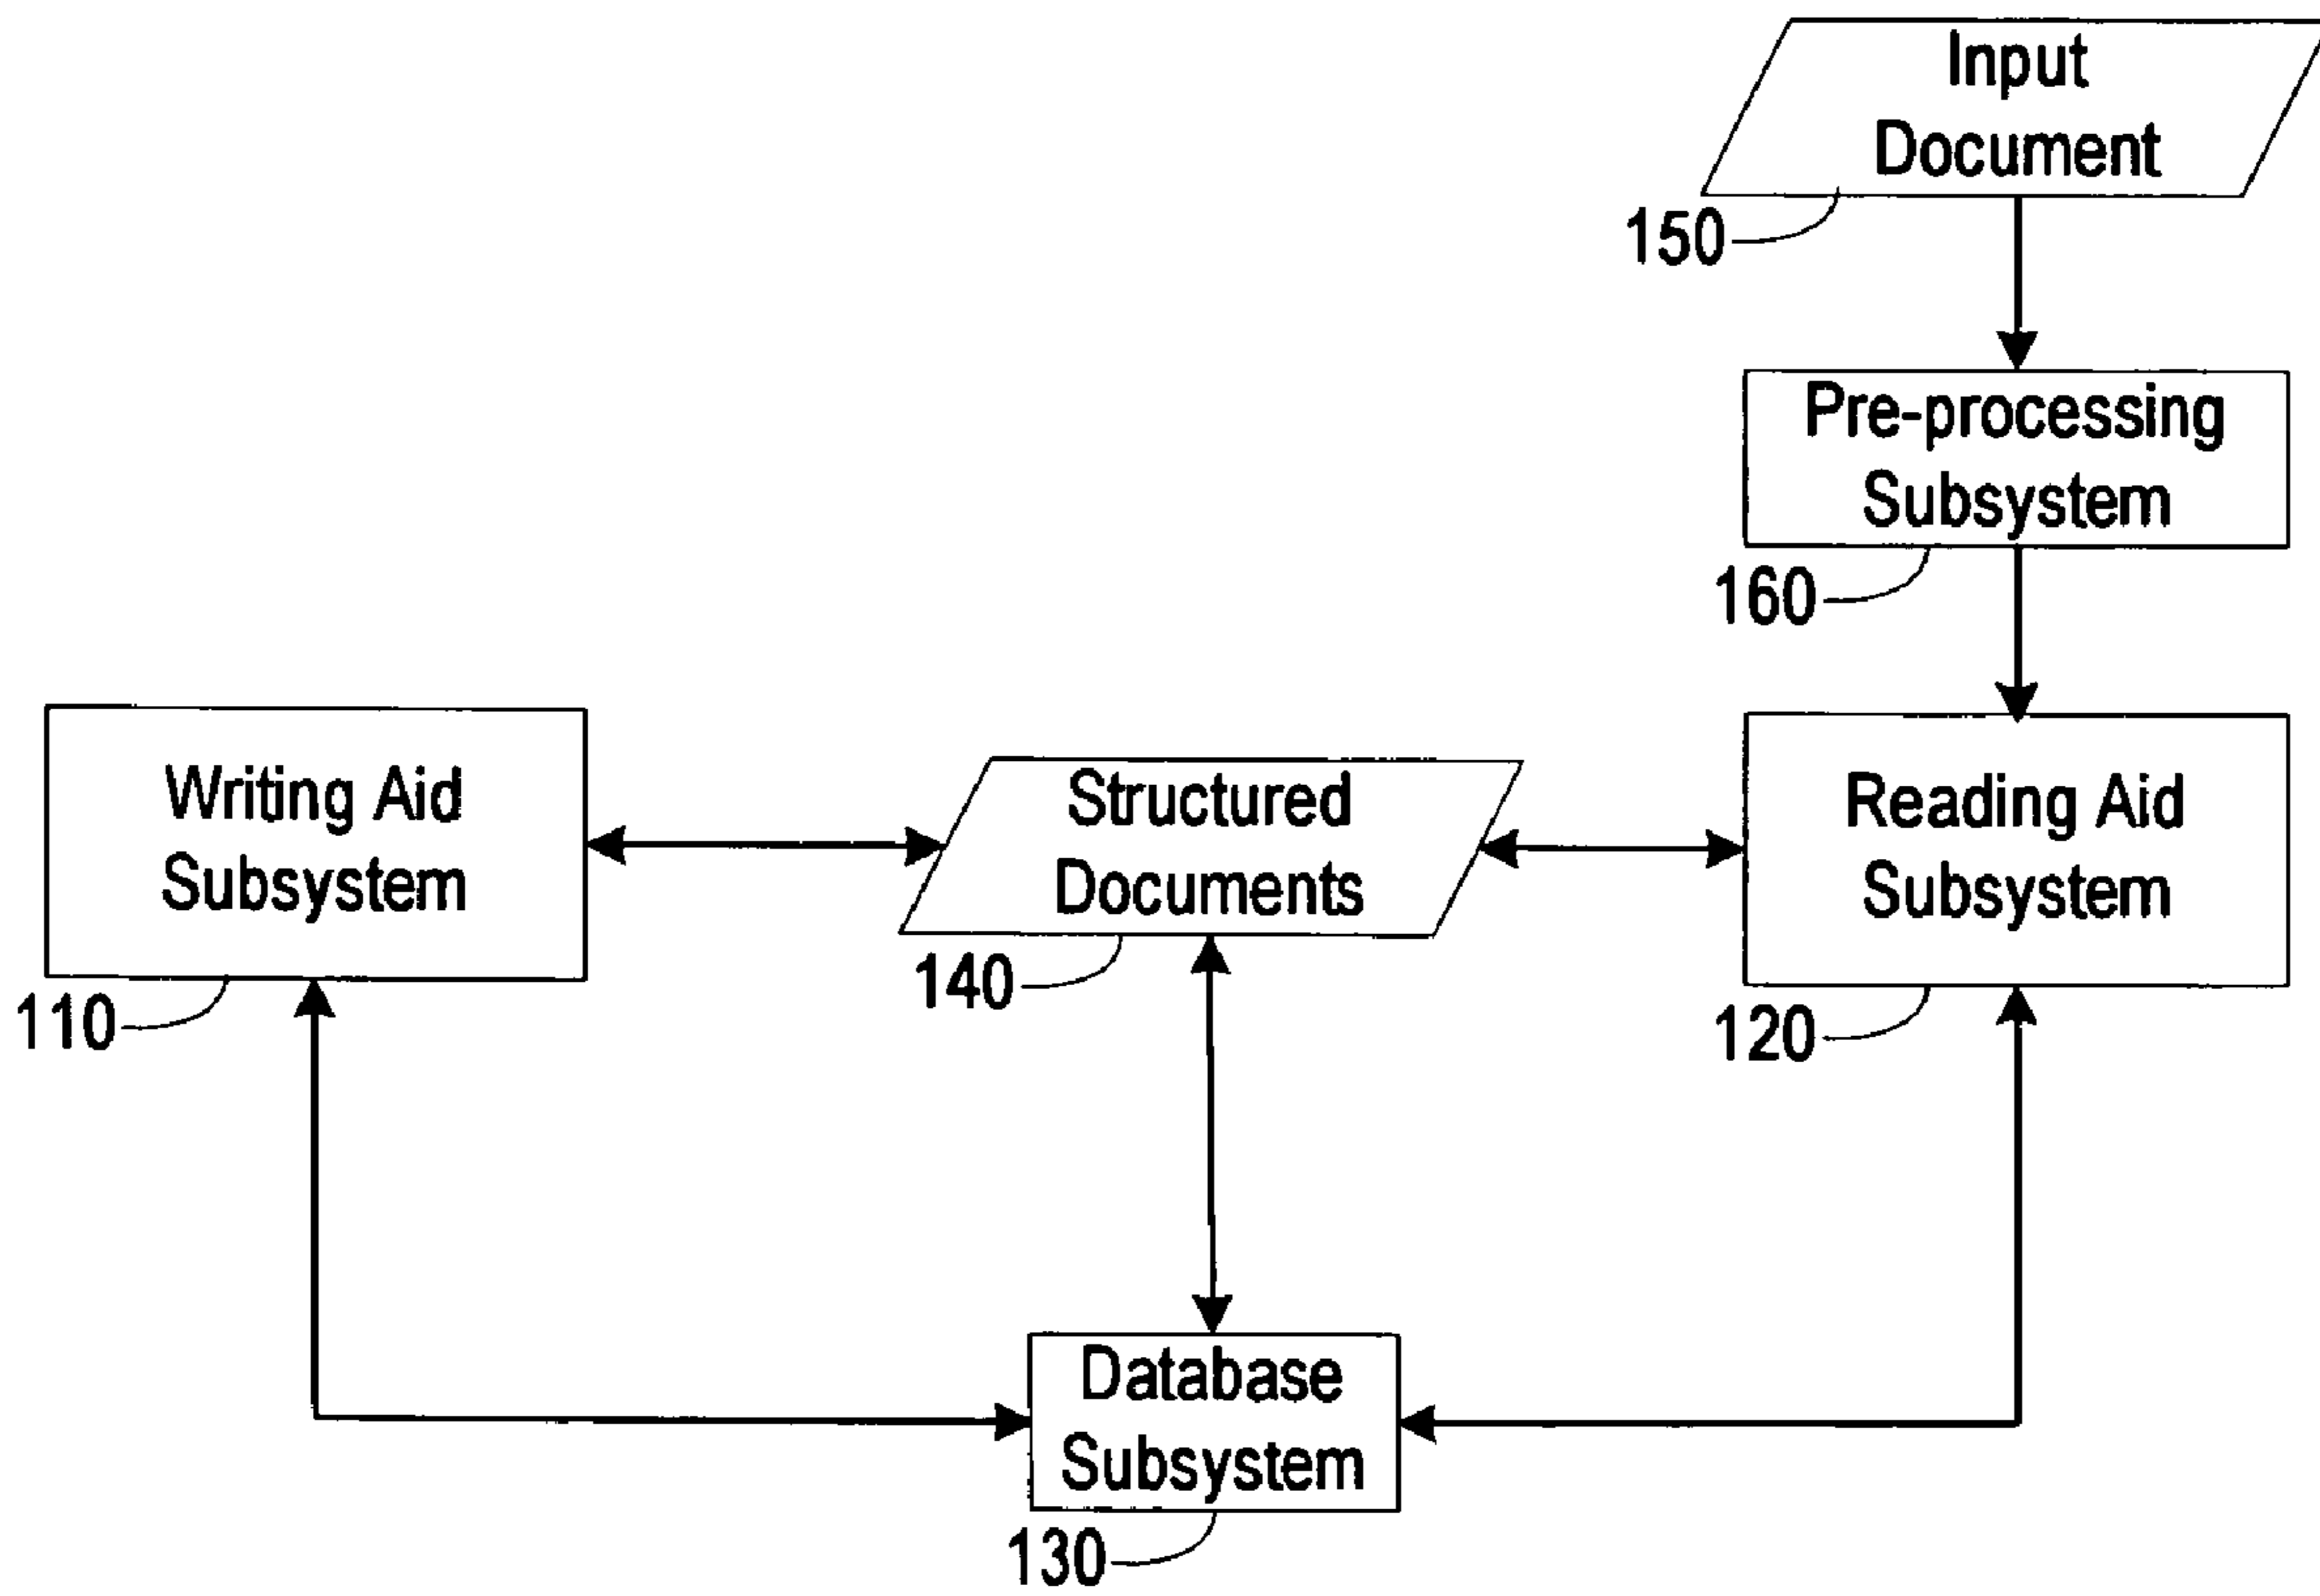 Input
Document
150
Pre-processing
Subsystem
160
Writing Aid
Subsystem
110
Structured
Documents
140
Reading Aid
Subsystem
120
Database
Subsystem
130